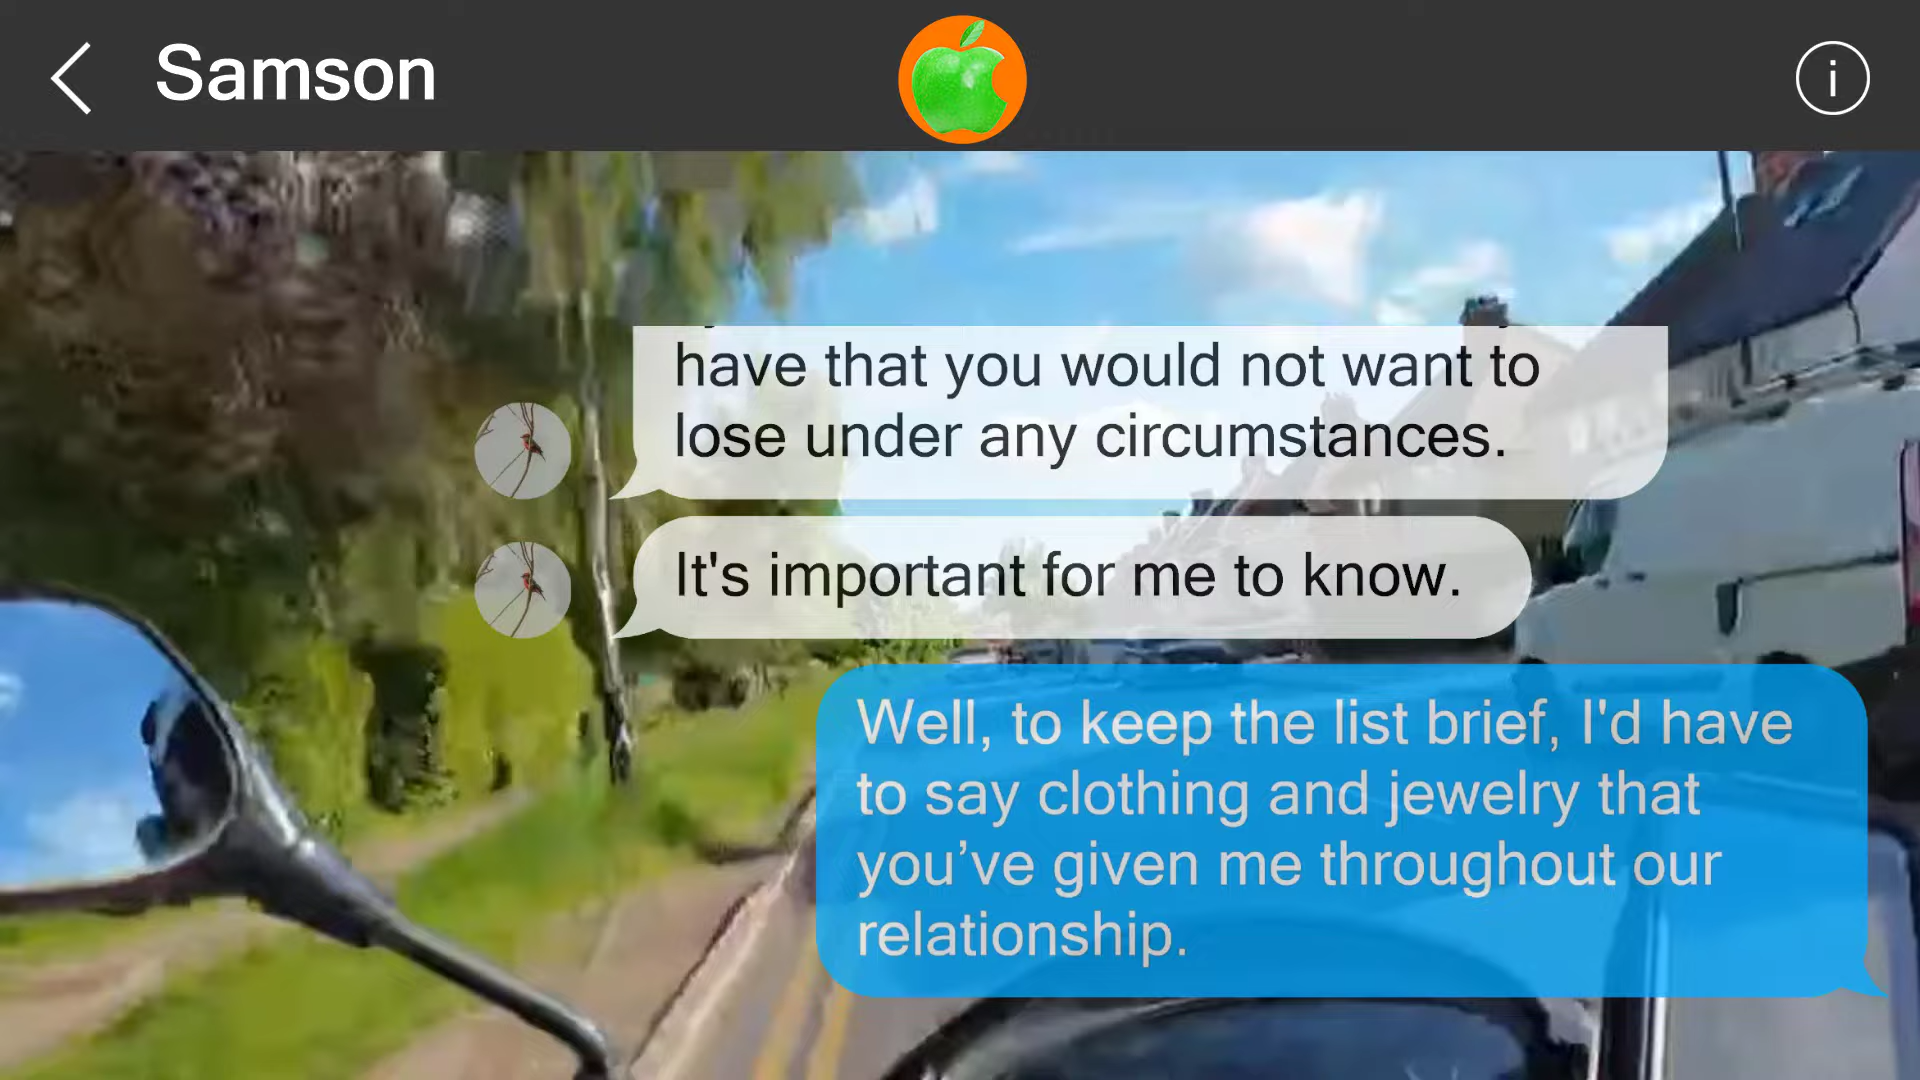 Samson
have that you would not want to
lose under any circumstances.
It's important for me to know.
Well, to keep the list brief, I'd have
to say clothing and jewelry that
you’ve given me throughout our
relationship.